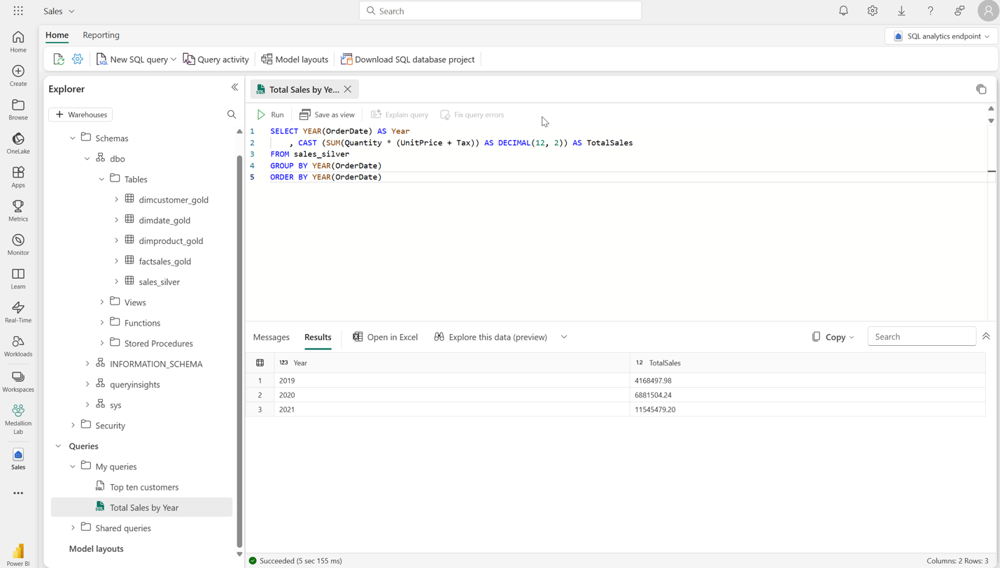 Sales
Search
Home
Reporting
SQL analytics endpoint
New SQL query
Query activity
Model layouts
Download SQL database project
Home
Create
Browse
OneLake
Apps
Metrics
Monitor
Learn
Real-Time
Workloads
Workspaces
Medallion
Lab
Sales
Power BI
Explorer
Warehouses
Schemas
dbo
Tables
dimcustomer_gold
dimdate_gold
dimproduct_gold
factsales_gold
sales_silver
Views
Functions
Stored Procedures
INFORMATION_SCHEMA
queryinsights
sys
Security
Queries
My queries
Top ten customers
Total Sales by Year
Shared queries
Model layouts
Total Sales by Ye...
Run
Save as view
Explain query
Fix query errors
1 SELECT YEAR(OrderDate) AS Year
2 , CAST (SUM(Quantity * (UnitPrice + Tax)) AS DECIMAL(12, 2)) AS TotalSales
3 FROM sales_silver
4 GROUP BY YEAR(OrderDate)
5 ORDER BY YEAR(OrderDate)
Messages
Results
Open in Excel
Explore this data (preview)
Copy
Search
123 Year
1.2 TotalSales
1 2019 4168497.98
2 2020 6881504.24
3 2021 11545479.20
Succeeded (5 sec 155 ms)
Columns: 2 Rows: 3